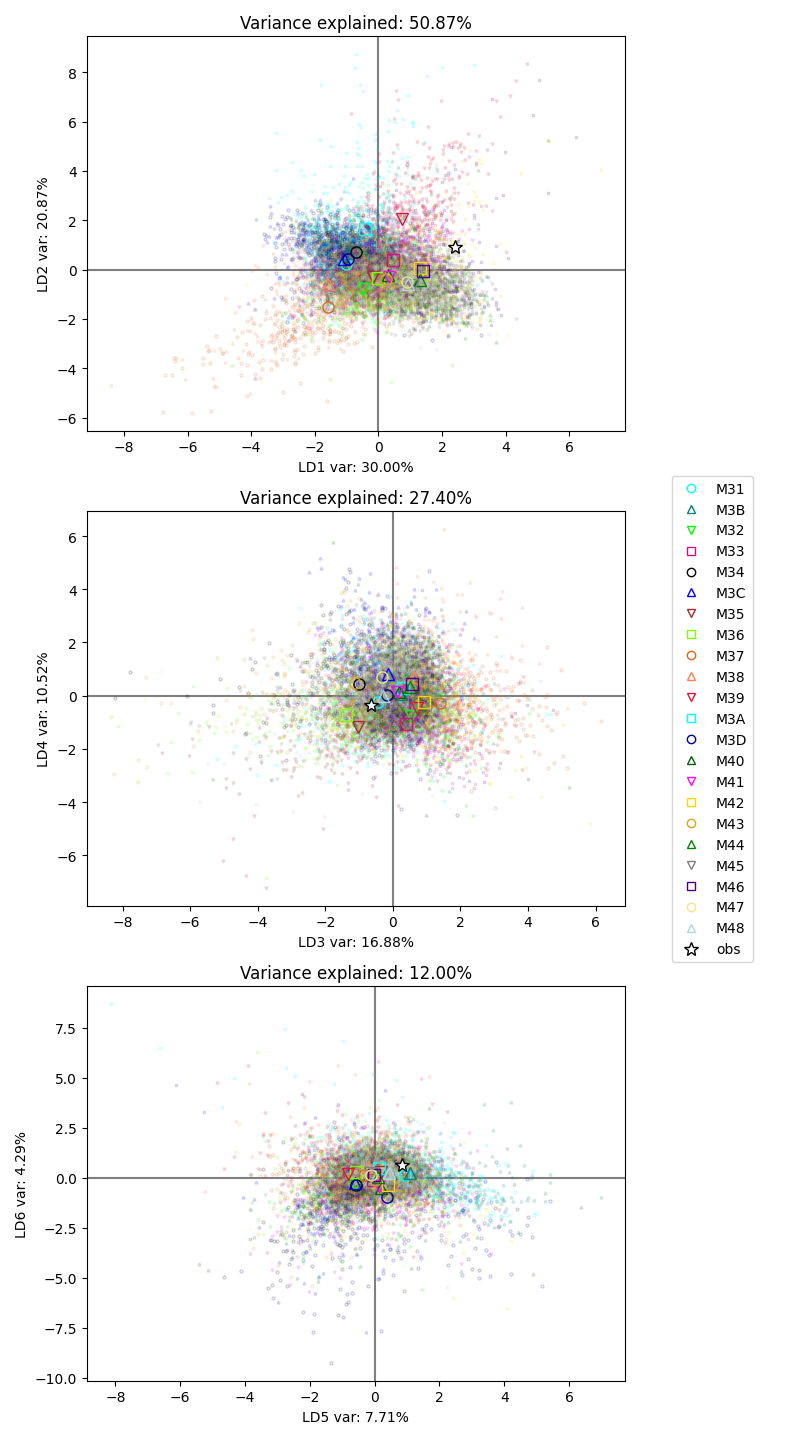 Variance explained: 50.87%
8
6
4
2
0
−2
−4
−6
LD2 var: 20.87%
−8 −6 −4 −2 0 2 4 6
LD1 var: 30.00%
Variance explained: 27.40%
6
4
2
0
−2
−4
−6
LD4 var: 10.52%
−8 −6 −4 −2 0 2 4 6
LD3 var: 16.88%
M31
M3B
M32
M33
M34
M3C
M35
M36
M37
M38
M39
M3A
M3D
M40
M41
M42
M43
M44
M45
M46
M47
M48
obs
Variance explained: 12.00%
7.5
5.0
2.5
0.0
−2.5
−5.0
−7.5
−10.0
LD6 var: 4.29%
−8 −6 −4 −2 0 2 4 6
LD5 var: 7.71%